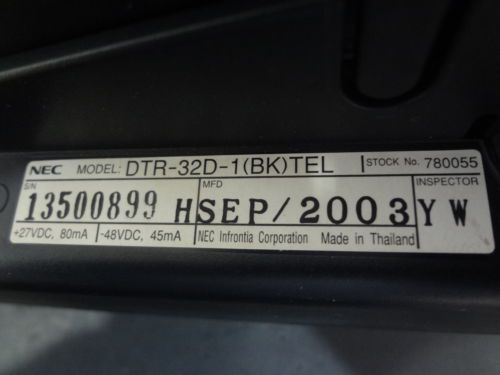 NEC MODEL: DTR-32D-1(BK)TEL STOCK No. 780055
S/N MFD INSPECTOR
13500899 H SEP/2003 Y W
+27VDC, 80mA -48VDC, 45mA NEC Infrontia Corporation Made in Thailand